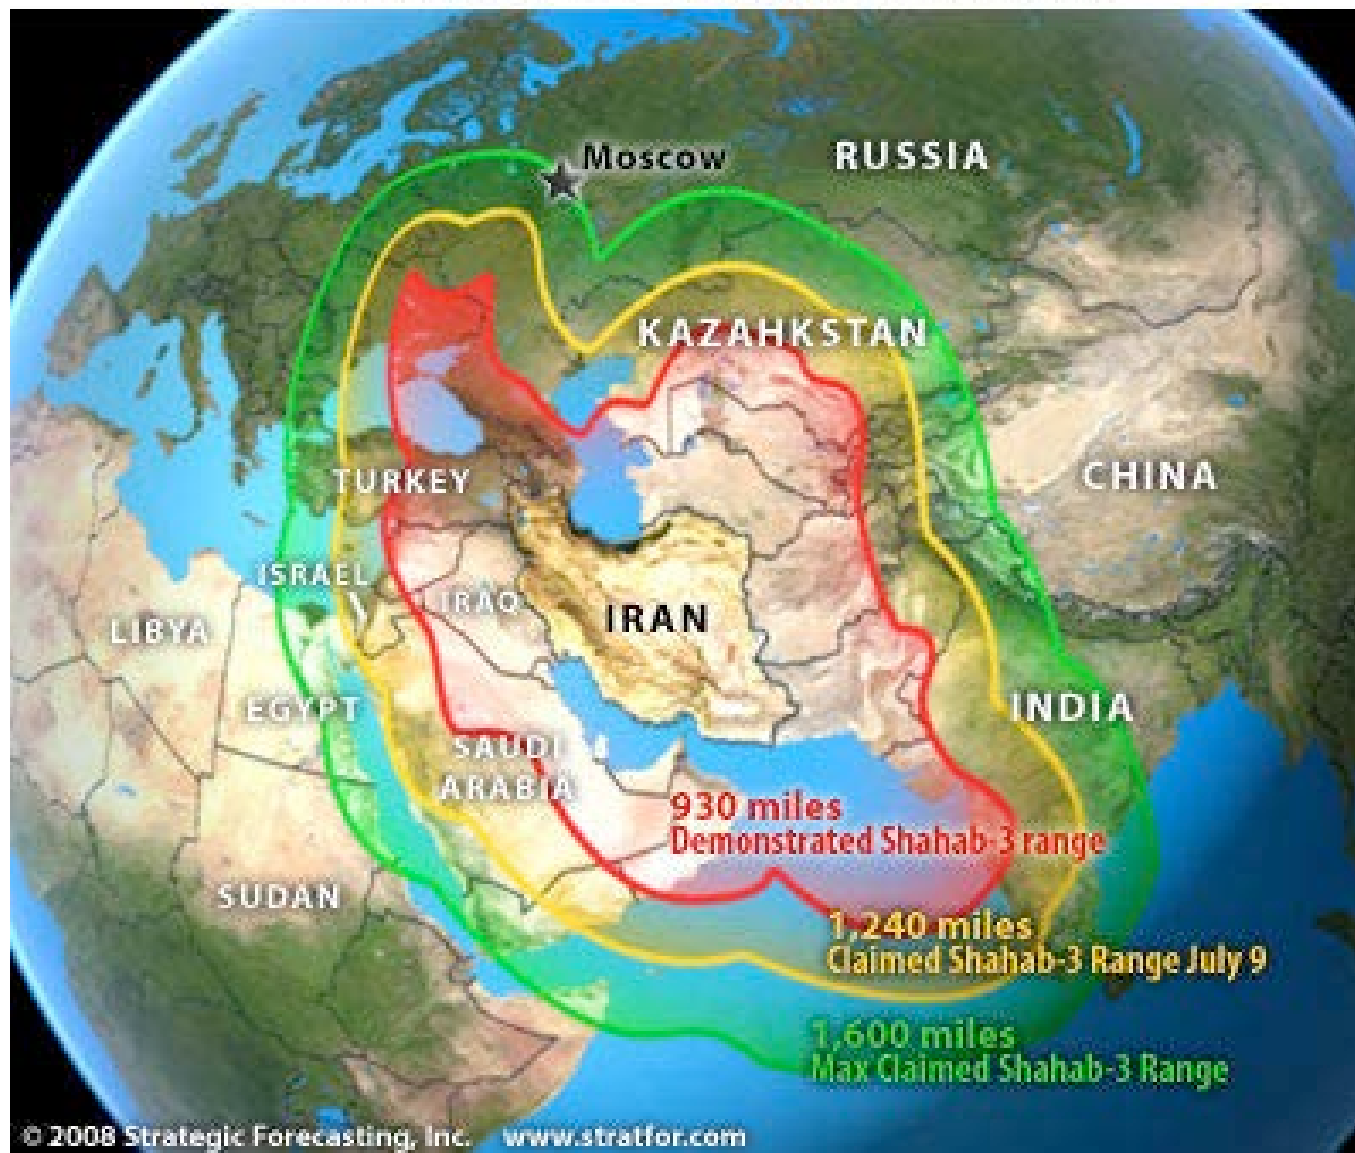 Moscow
RUSSIA
KAZAHKSTAN
TURKEY
CHINA
ISRAEL
IRAQ
IRAN
LIBYA
EGYPT
INDIA
SAUDI
ARABIA
930 miles
Demonstrated Shahab-3 range
SUDAN
1,240 miles
Claimed Shahab-3 Range July 9
1,600 miles
Max Claimed Shahab-3 Range
© 2008 Strategic Forecasting, Inc. www.stratfor.com